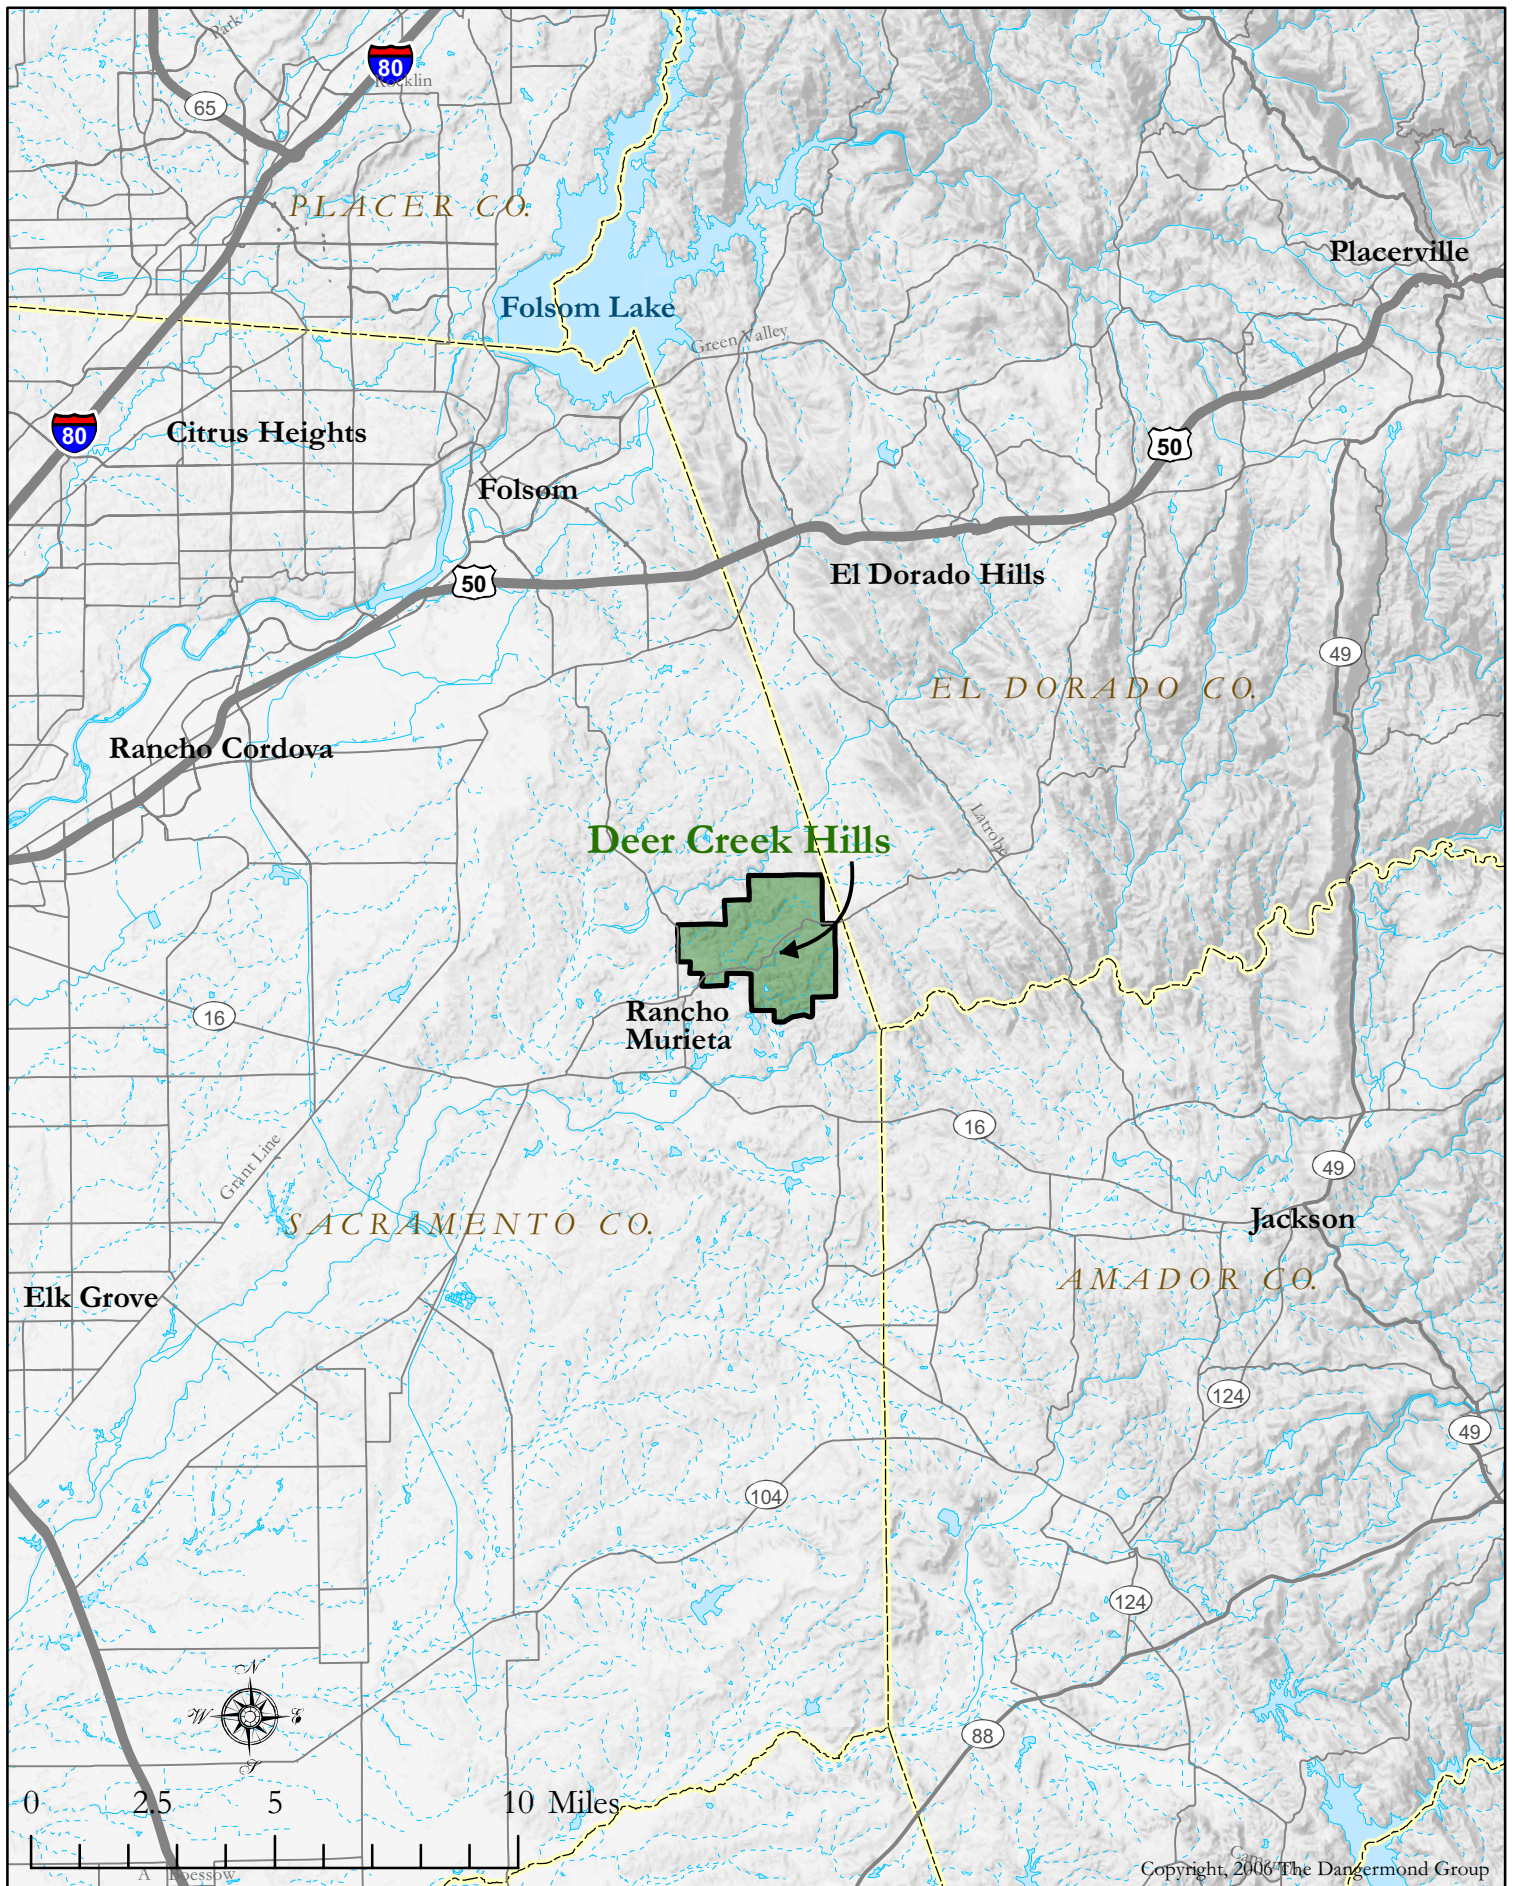 Park
80
Rocklin
65
PLACER CO.
Placerville
Folsom Lake
Green Valley
80
Citrus Heights
50
Folsom
50
El Dorado Hills
49
EL DORADO CO.
Rancho Cordova
Latrobe
Deer Creek Hills
16
Rancho
Murieta
16
Grant Line
49
SACRAMENTO CO.
Jackson
AMADOR CO.
Elk Grove
124
49
104
124
N
W
E
S
88
0
2.5
5
10 Miles
A Boessow
Copyright, 2006 The Dangermond Group